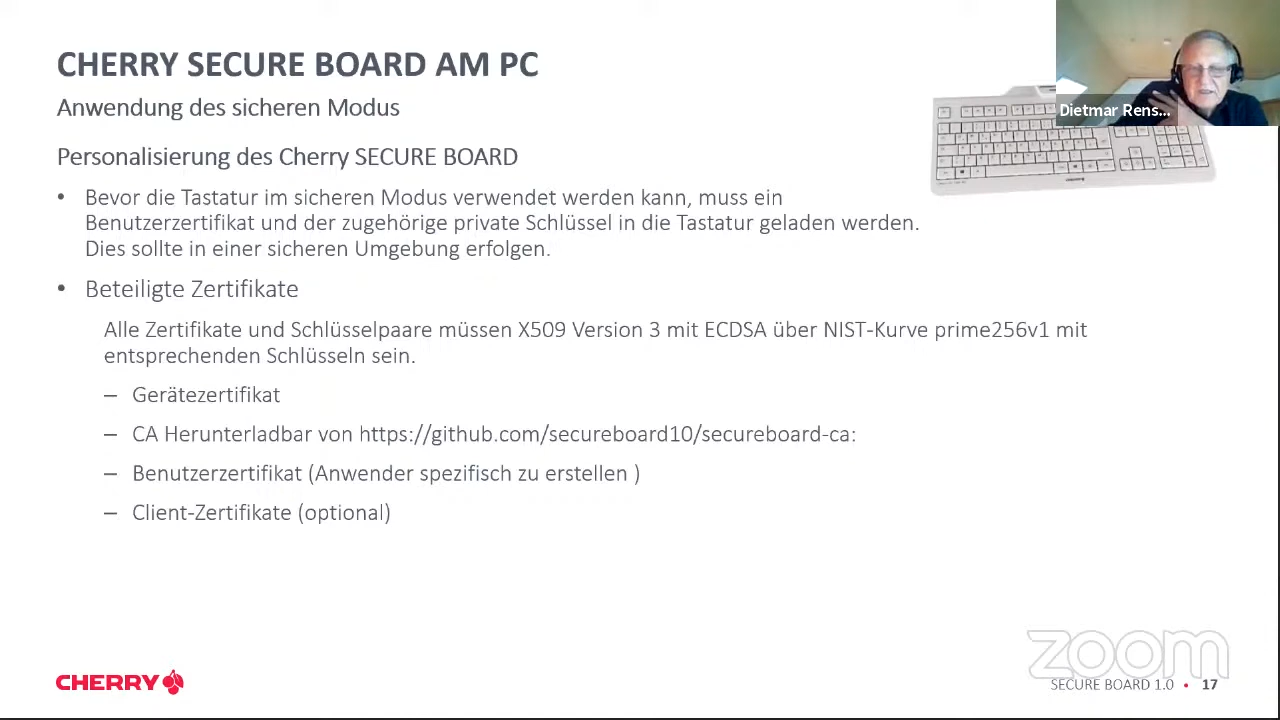 CHERRY SECURE BOARD AM PC
Anwendung des sicheren Modus
Dietmar Rens...
Personalisierung des Cherry SECURE BOARD
• Bevor die Tastatur im sicheren Modus verwendet werden kann, muss ein
Benutzerzertifikat und der zugehörige private Schlüssel in die Tastatur geladen werden.
Dies sollte in einer sicheren Umgebung erfolgen.
• Beteiligte Zertifikate
Alle Zertifikate und Schlüsselpaare müssen X509 Version 3 mit ECDSA über NIST-Kurve prime256v1 mit
entsprechenden Schlüsseln sein.
– Gerätezertifikat
– CA Herunterladbar von https://github.com/secureboard10/secureboard-ca:
– Benutzerzertifikat (Anwender spezifisch zu erstellen )
– Client-Zertifikate (optional)
zoom
CHERRY
SECURE BOARD 1.0 • 17